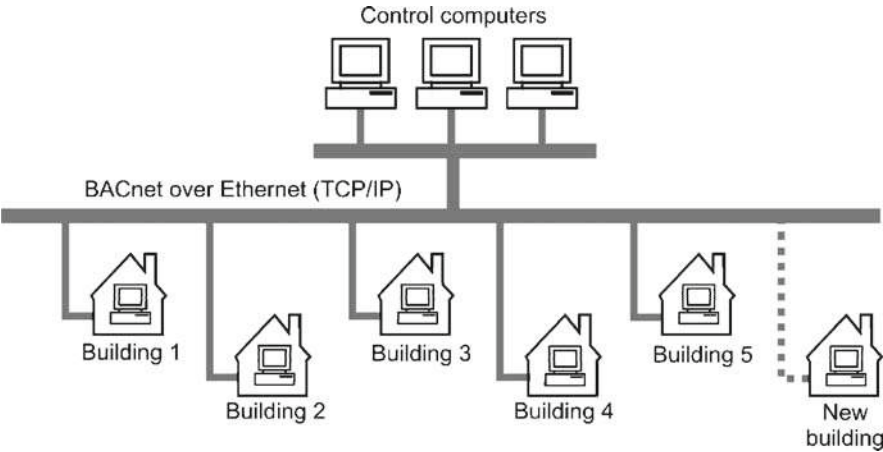 Control computers
BACnet over Ethernet (TCP/IP)
Building 1
Building 2
Building 3
Building 4
Building 5
New
building